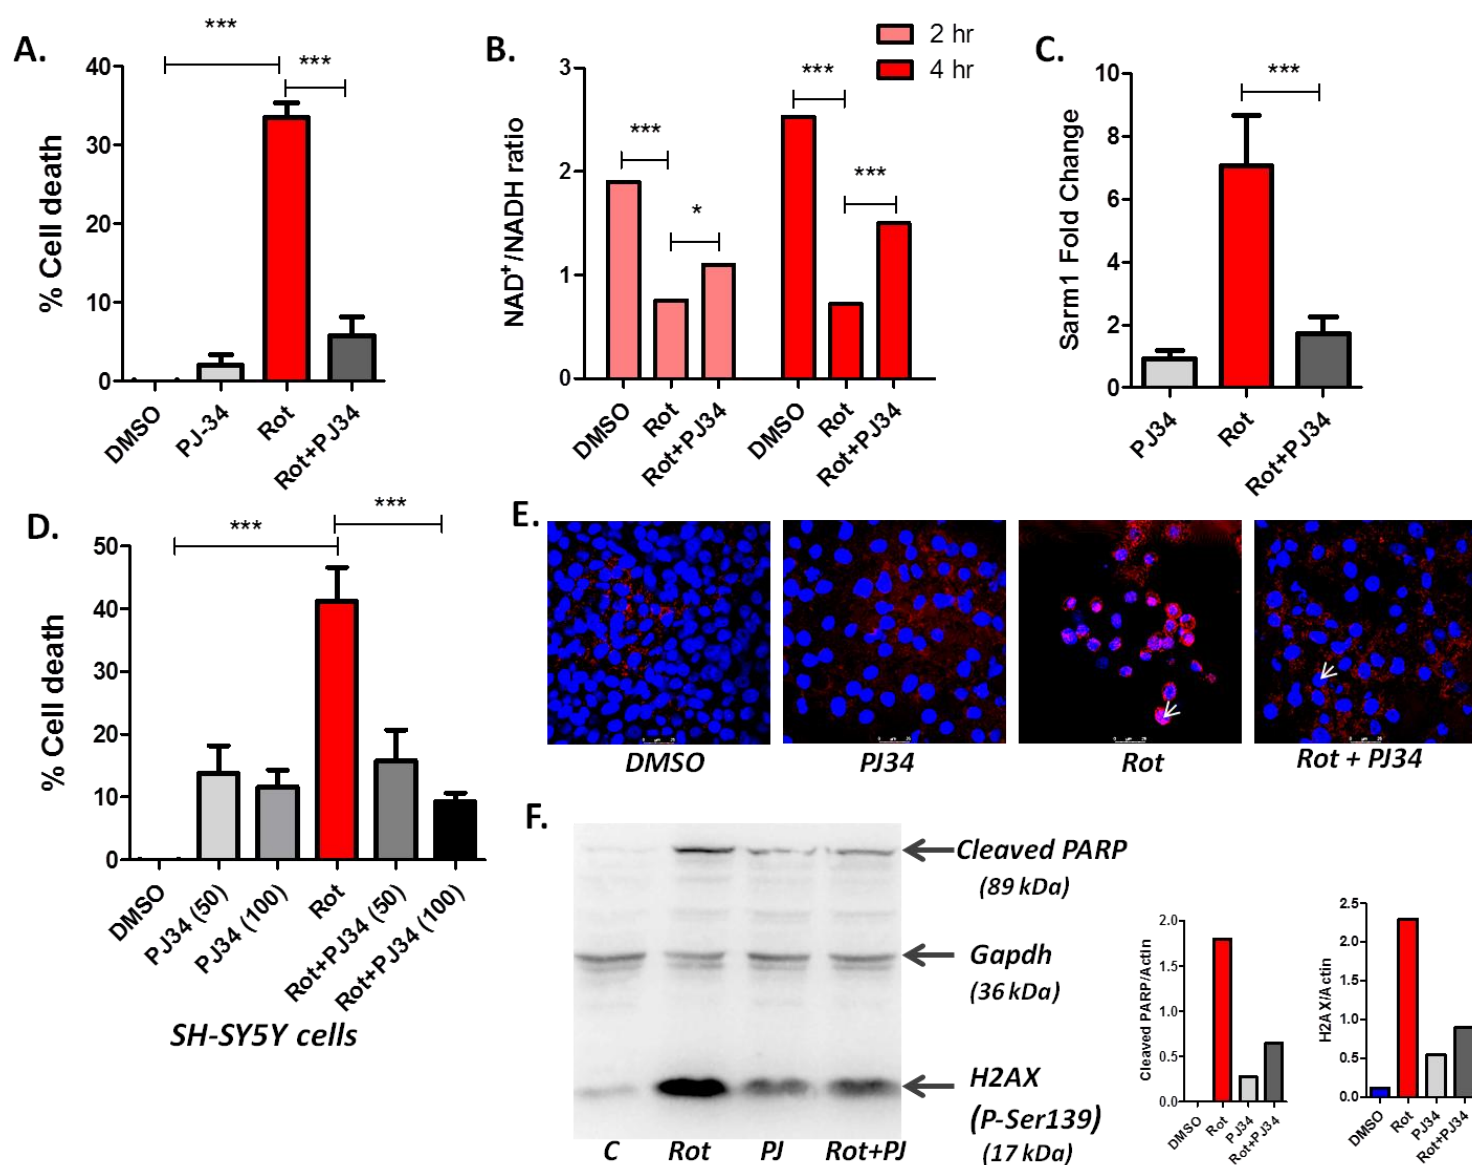 A.
***
***
% Cell death
40
30
20
10
0
DMSO
PJ-34
Rot
Rot+PJ34
B.
2 hr
4 hr
NAD+/NADH ratio
3
2
1
0
***
*
***
***
DMSO
Rot
Rot+PJ34
DMSO
Rot
Rot+PJ34
C.
***
Sarm1 Fold Change
10
8
6
4
2
0
PJ34
Rot
Rot+PJ34
D.
***
***
% Cell death
50
40
30
20
10
0
DMSO
PJ34 (50)
PJ34 (100)
Rot
Rot+PJ34 (50)
Rot+PJ34 (100)
SH-SY5Y cells
E.
DMSO
PJ34
Rot
Rot + PJ34
F.
Cleaved PARP
(89 kDa)
Gapdh
(36 kDa)
H2AX
(P-Ser139)
(17 kDa)
C
Rot
PJ
Rot+PJ
Cleaved PARP/Actin
2.0
1.5
1.0
0.5
0.0
DMSO
Rot
PJ34
Rot+PJ34
H2AX/Actin
2.5
2.0
1.5
1.0
0.5
0.0
DMSO
Rot
PJ34
Rot+PJ34